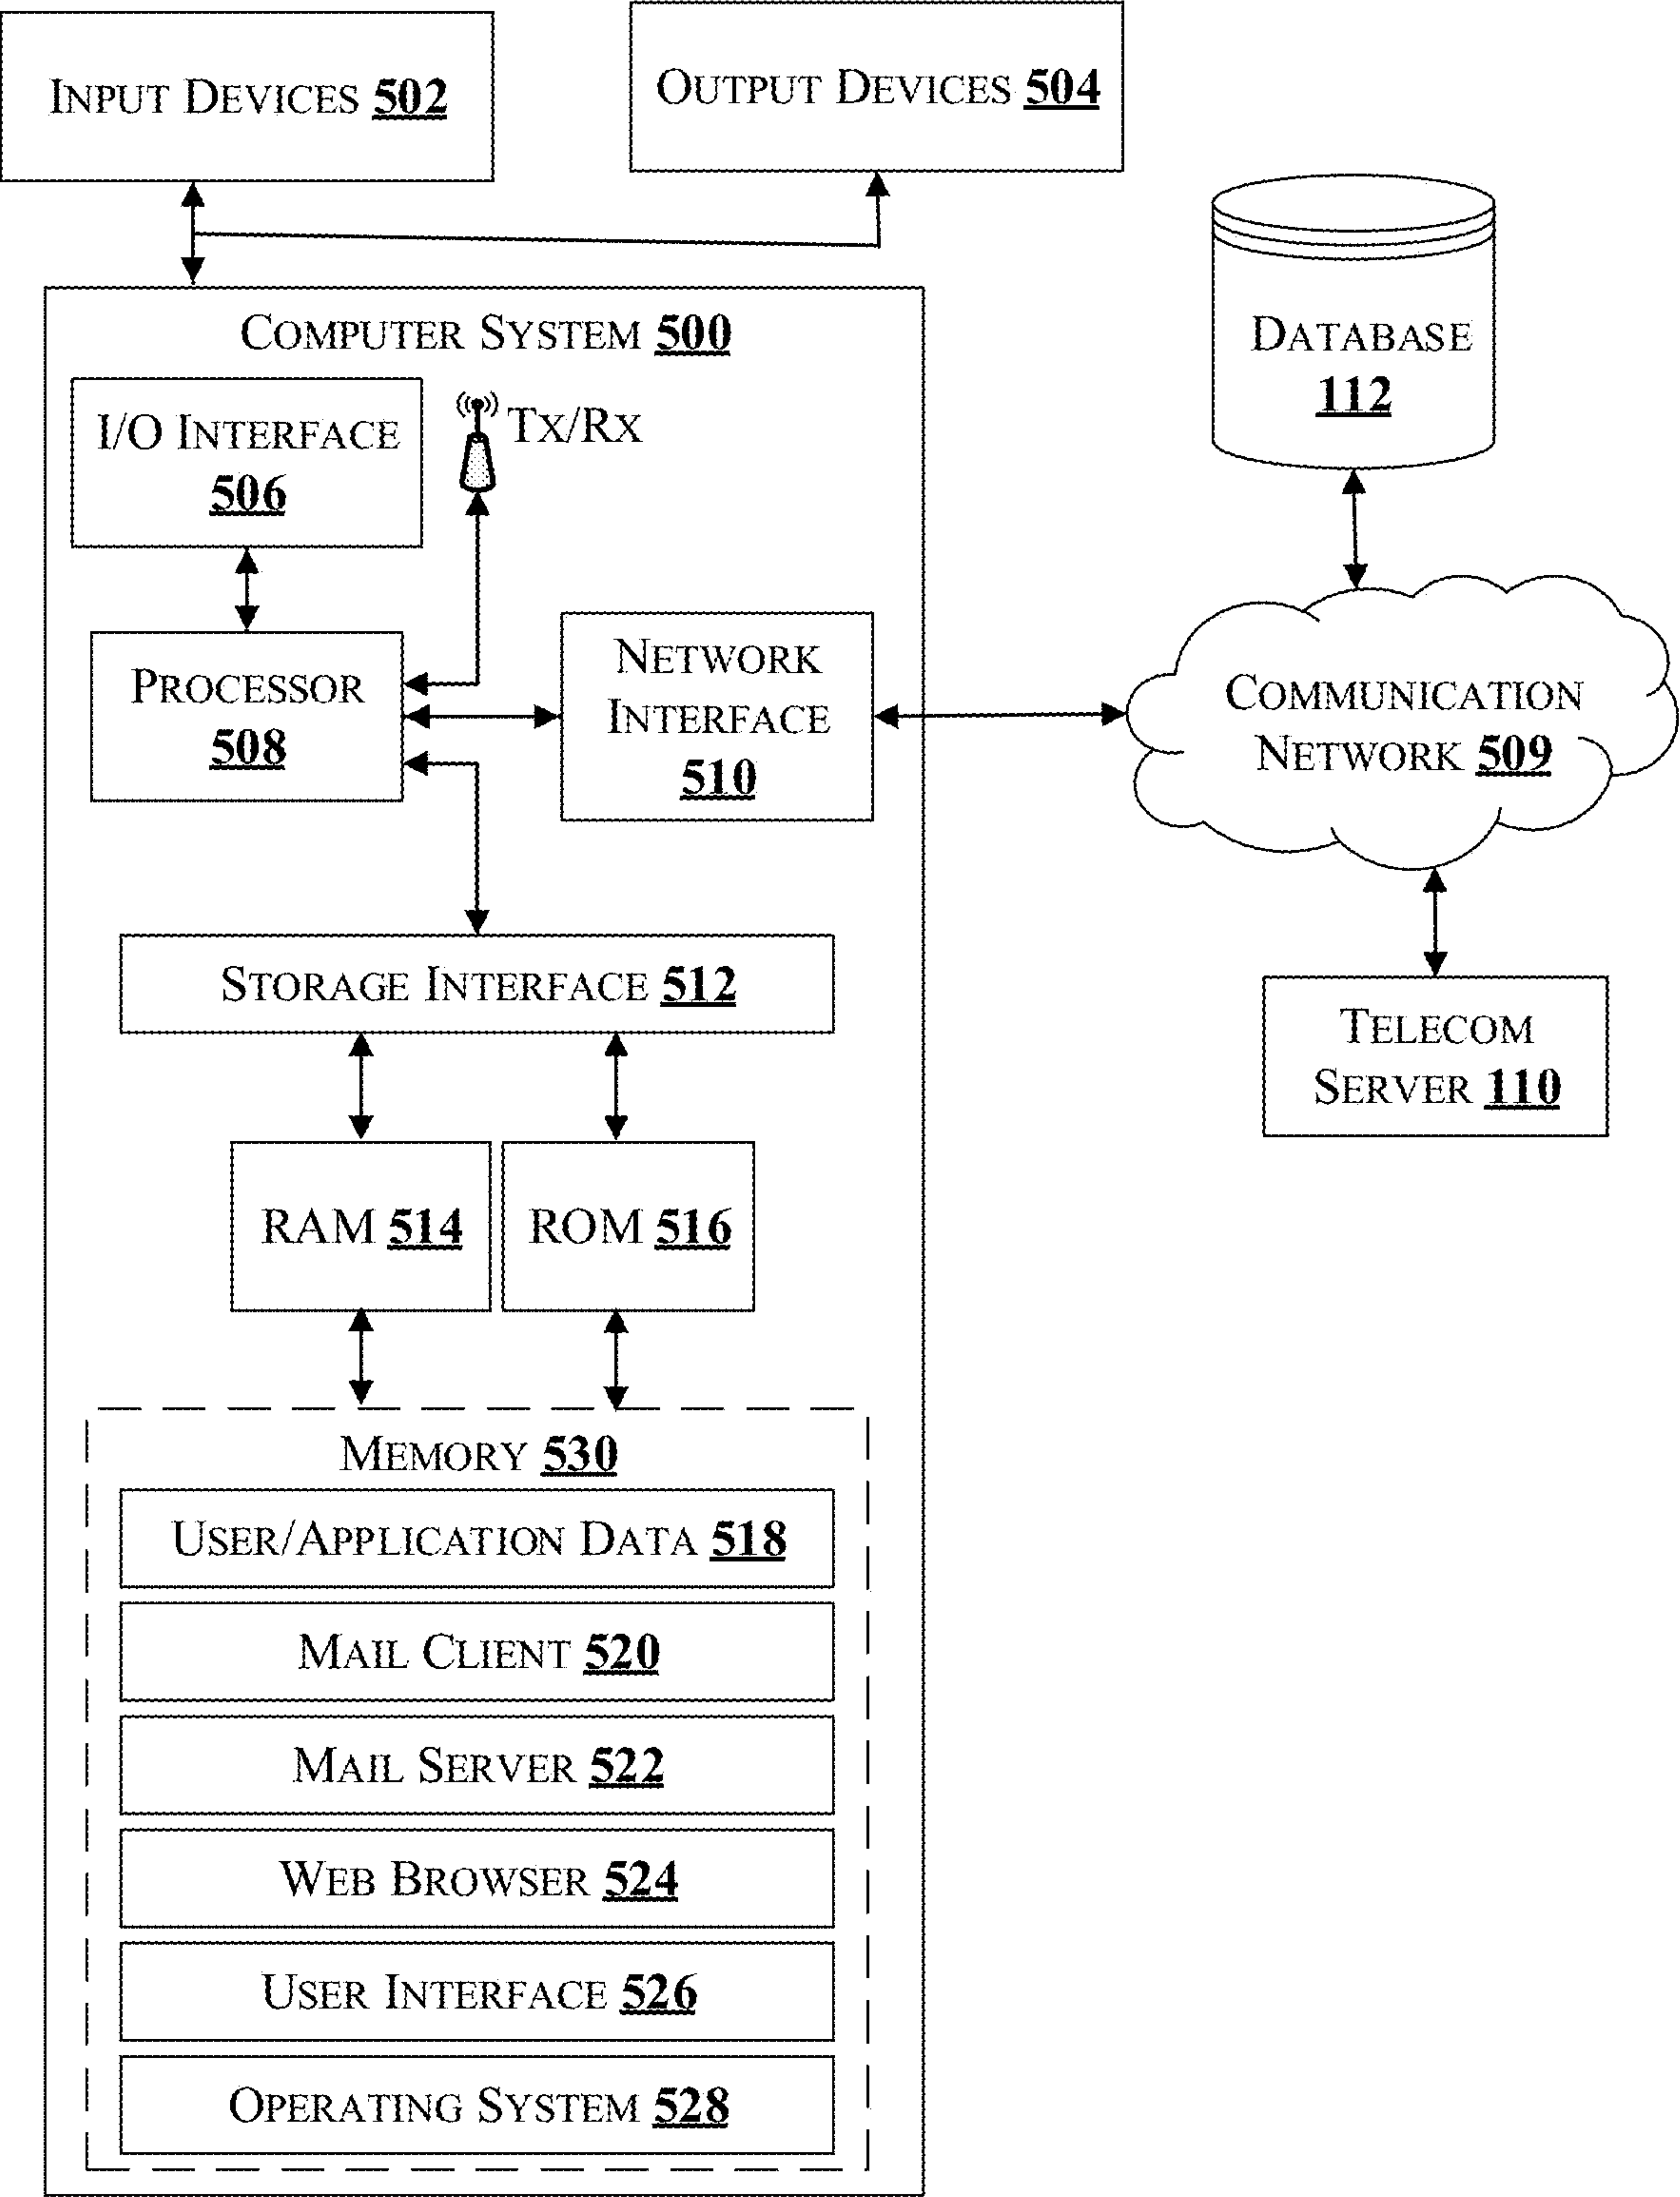 INPUT DEVICES 502
OUTPUT DEVICES 504
COMPUTER SYSTEM 500
I/O INTERFACE
506
TX/RX
PROCESSOR
508
NETWORK
INTERFACE
510
DATABASE
112
COMMUNICATION
NETWORK 509
TELECOM
SERVER 110
STORAGE INTERFACE 512
RAM 514
ROM 516
MEMORY 530
USER/APPLICATION DATA 518
MAIL CLIENT 520
MAIL SERVER 522
WEB BROWSER 524
USER INTERFACE 526
OPERATING SYSTEM 528